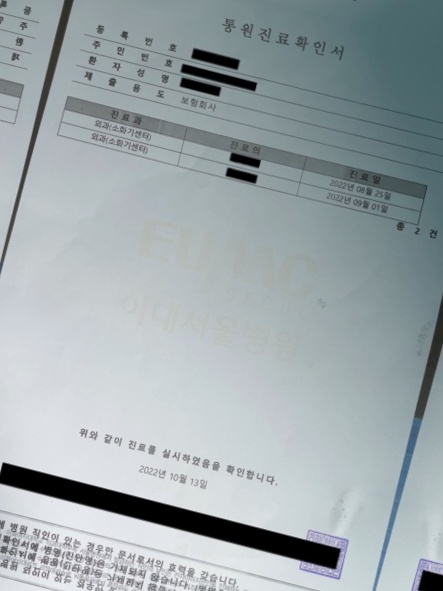 통원진료확인서
등 록 번 호
주 민 번 호
환 자 성 명
제 출 용 도 보험회사
진료과 진료의 진료일
외과(소화기센터) 2022년 08월 25일
외과(소화기센터) 2022년 09월 01일
총 2 건
이대서울병원
위와 같이 진료를 실시하였음을 확인합니다.
2022년 10월 13일
병원 직인이 있는 경우만 문서로서의 효력을 갖습니다.